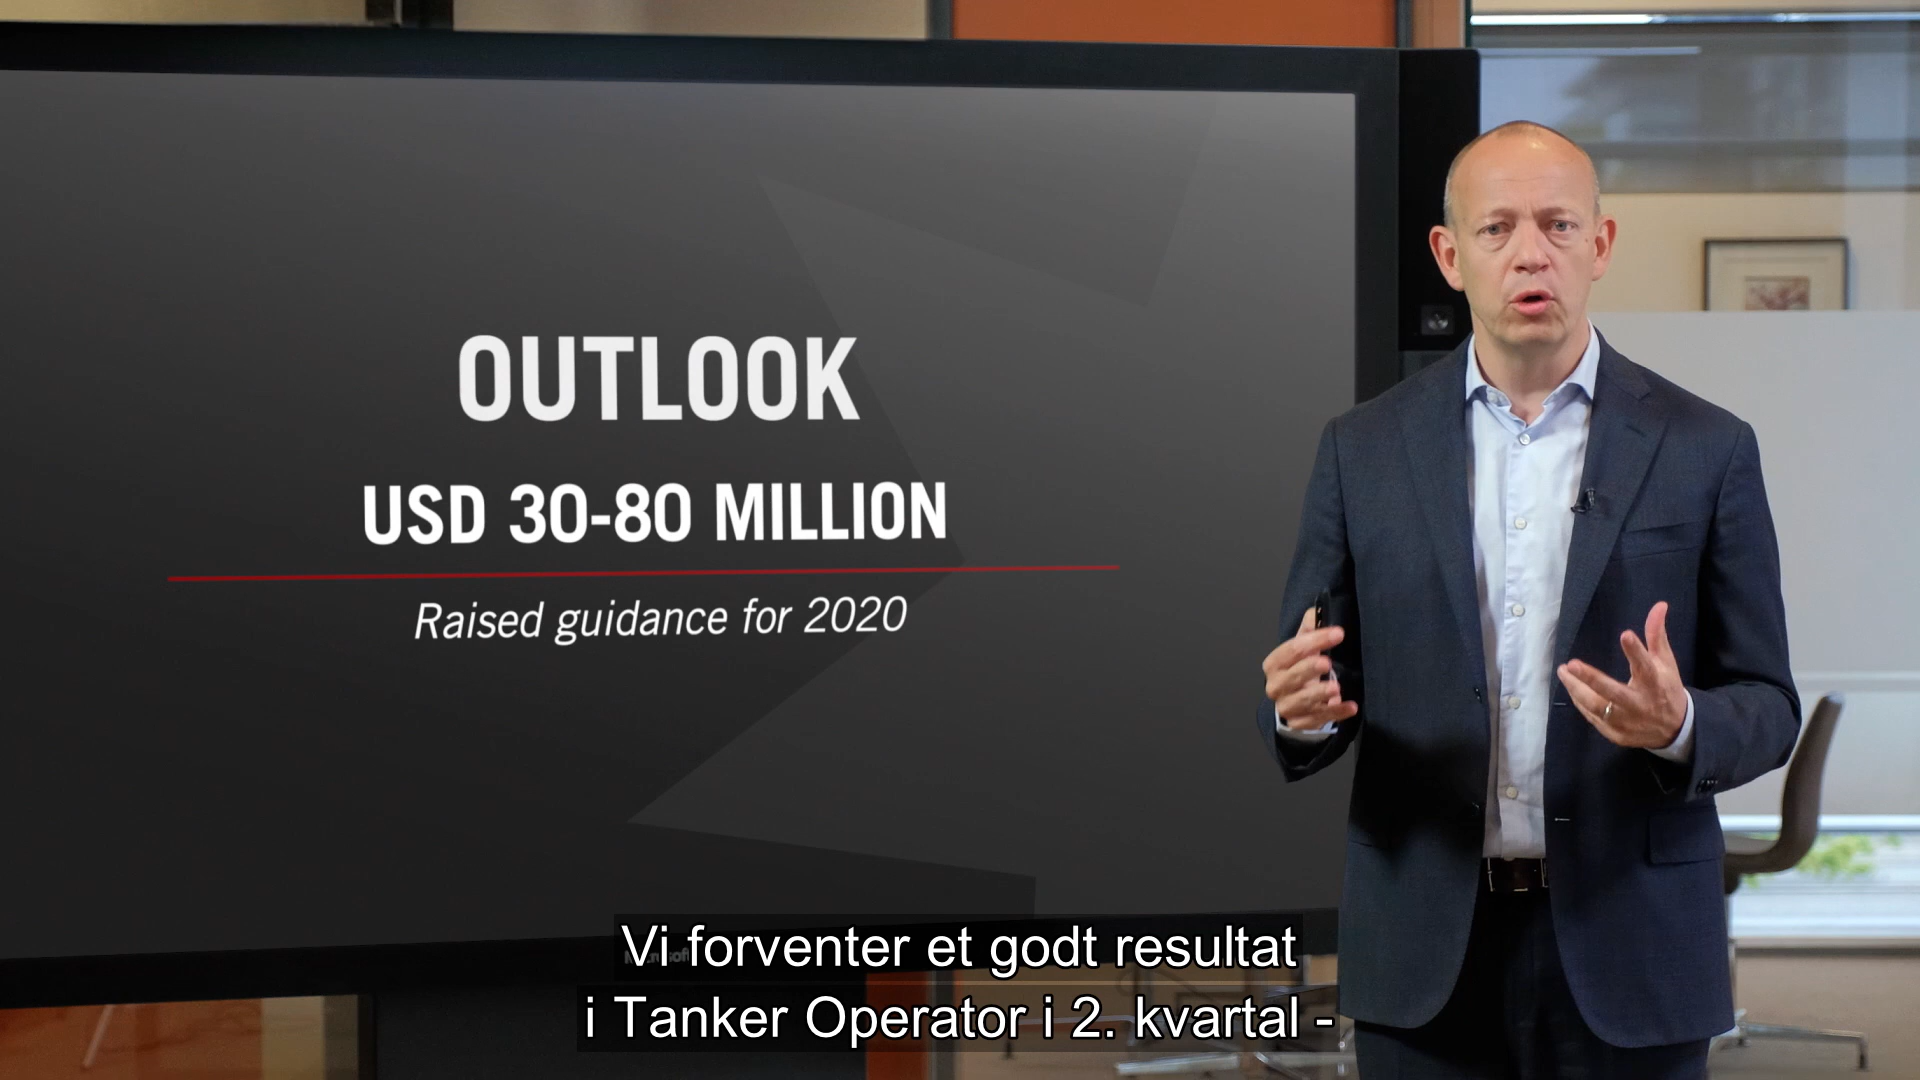 OUTLOOK
USD 30-80 MILLION
Raised guidance for 2020
Vi forventer et godt resultat
i Tanker Operator i 2. kvartal -